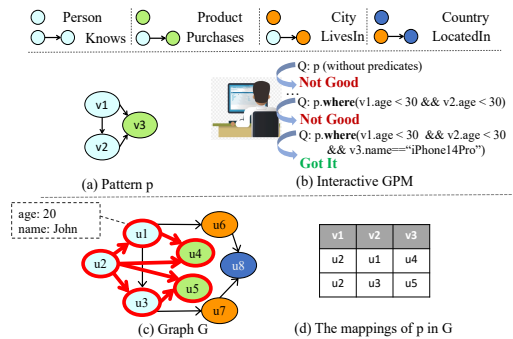 Person Product City Country
Knows Purchases LivesIn LocatedIn
Q: p (without predicates)
Not Good
...
Q: p.where(v1.age < 30 && v2.age < 30)
Not Good
Q: p.where(v1.age < 30 && v2.age < 30
&& v3.name==“iPhone14Pro”)
Got It
v1
v3
v2
(a) Pattern p
(b) Interactive GPM
age: 20
name: John
u1
u6
u4
u2
u8
u5
u3
u7
(c) Graph G
v1 v2 v3
u2 u1 u4
u2 u3 u5
(d) The mappings of p in G